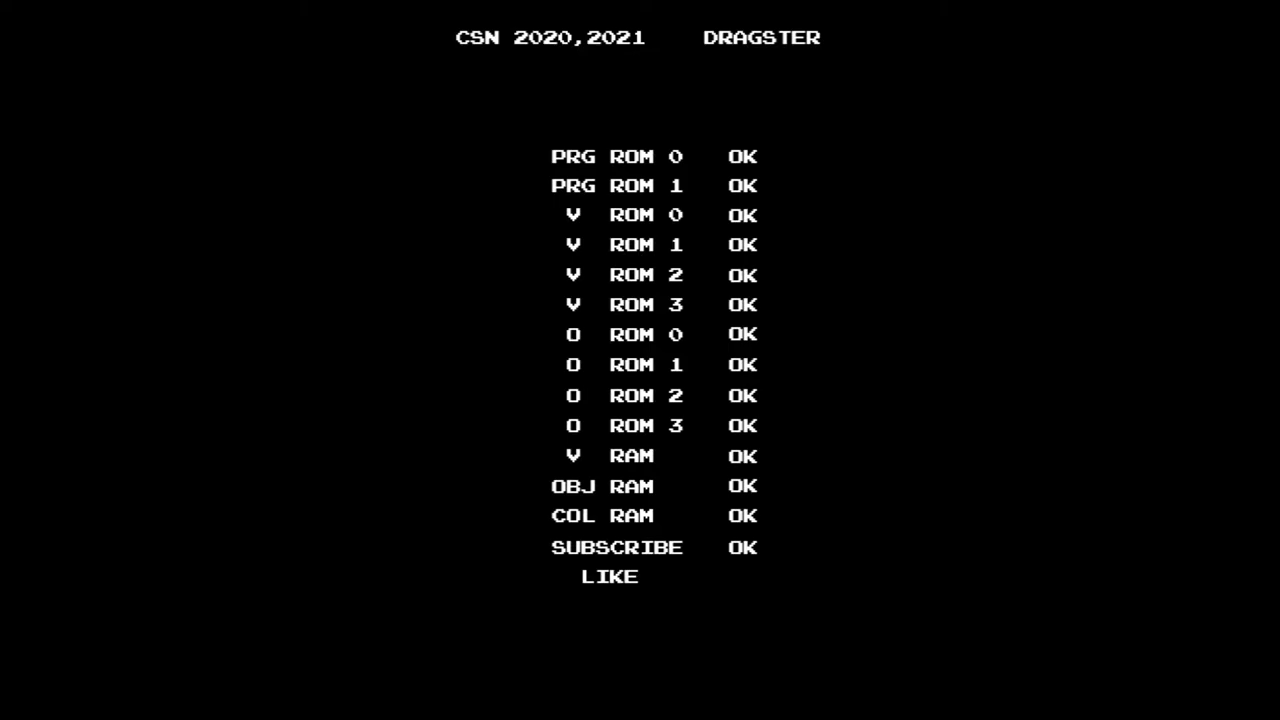 CSN 2020,2021 DRAGSTER
PRG ROM 0 OK
PRG ROM 1 OK
V ROM 0 OK
V ROM 1 OK
V ROM 2 OK
V ROM 3 OK
O ROM 0 OK
O ROM 1 OK
O ROM 2 OK
O ROM 3 OK
V RAM OK
OBJ RAM OK
COL RAM OK
SUBSCRIBE OK
LIKE